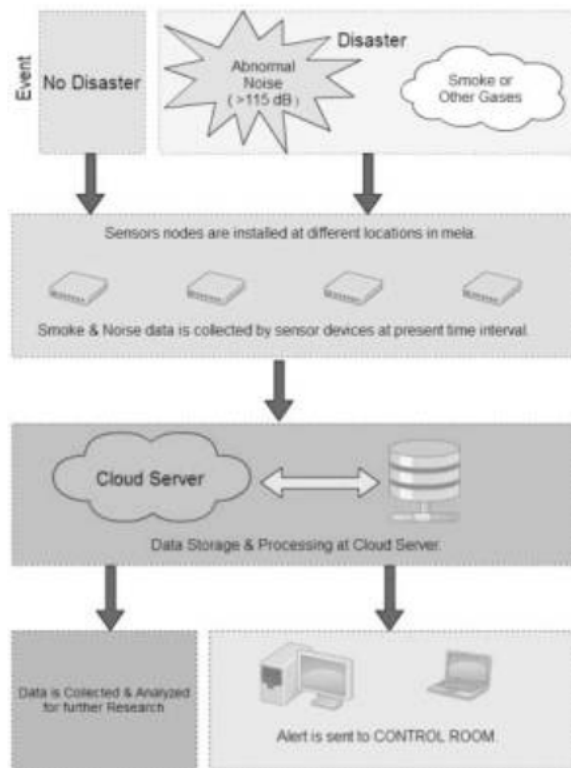 Event
No Disaster
Disaster
Abnormal
Noise
(>115 dB)
Smoke or
Other Gases
Sensors nodes are installed at different locations in mela.
Smoke & Noise data is collected by sensor devices at present time interval.
Cloud Server
Data Storage & Processing at Cloud Server.
Data is Collected & Analyzed
for further Research
Alert is sent to CONTROL ROOM.